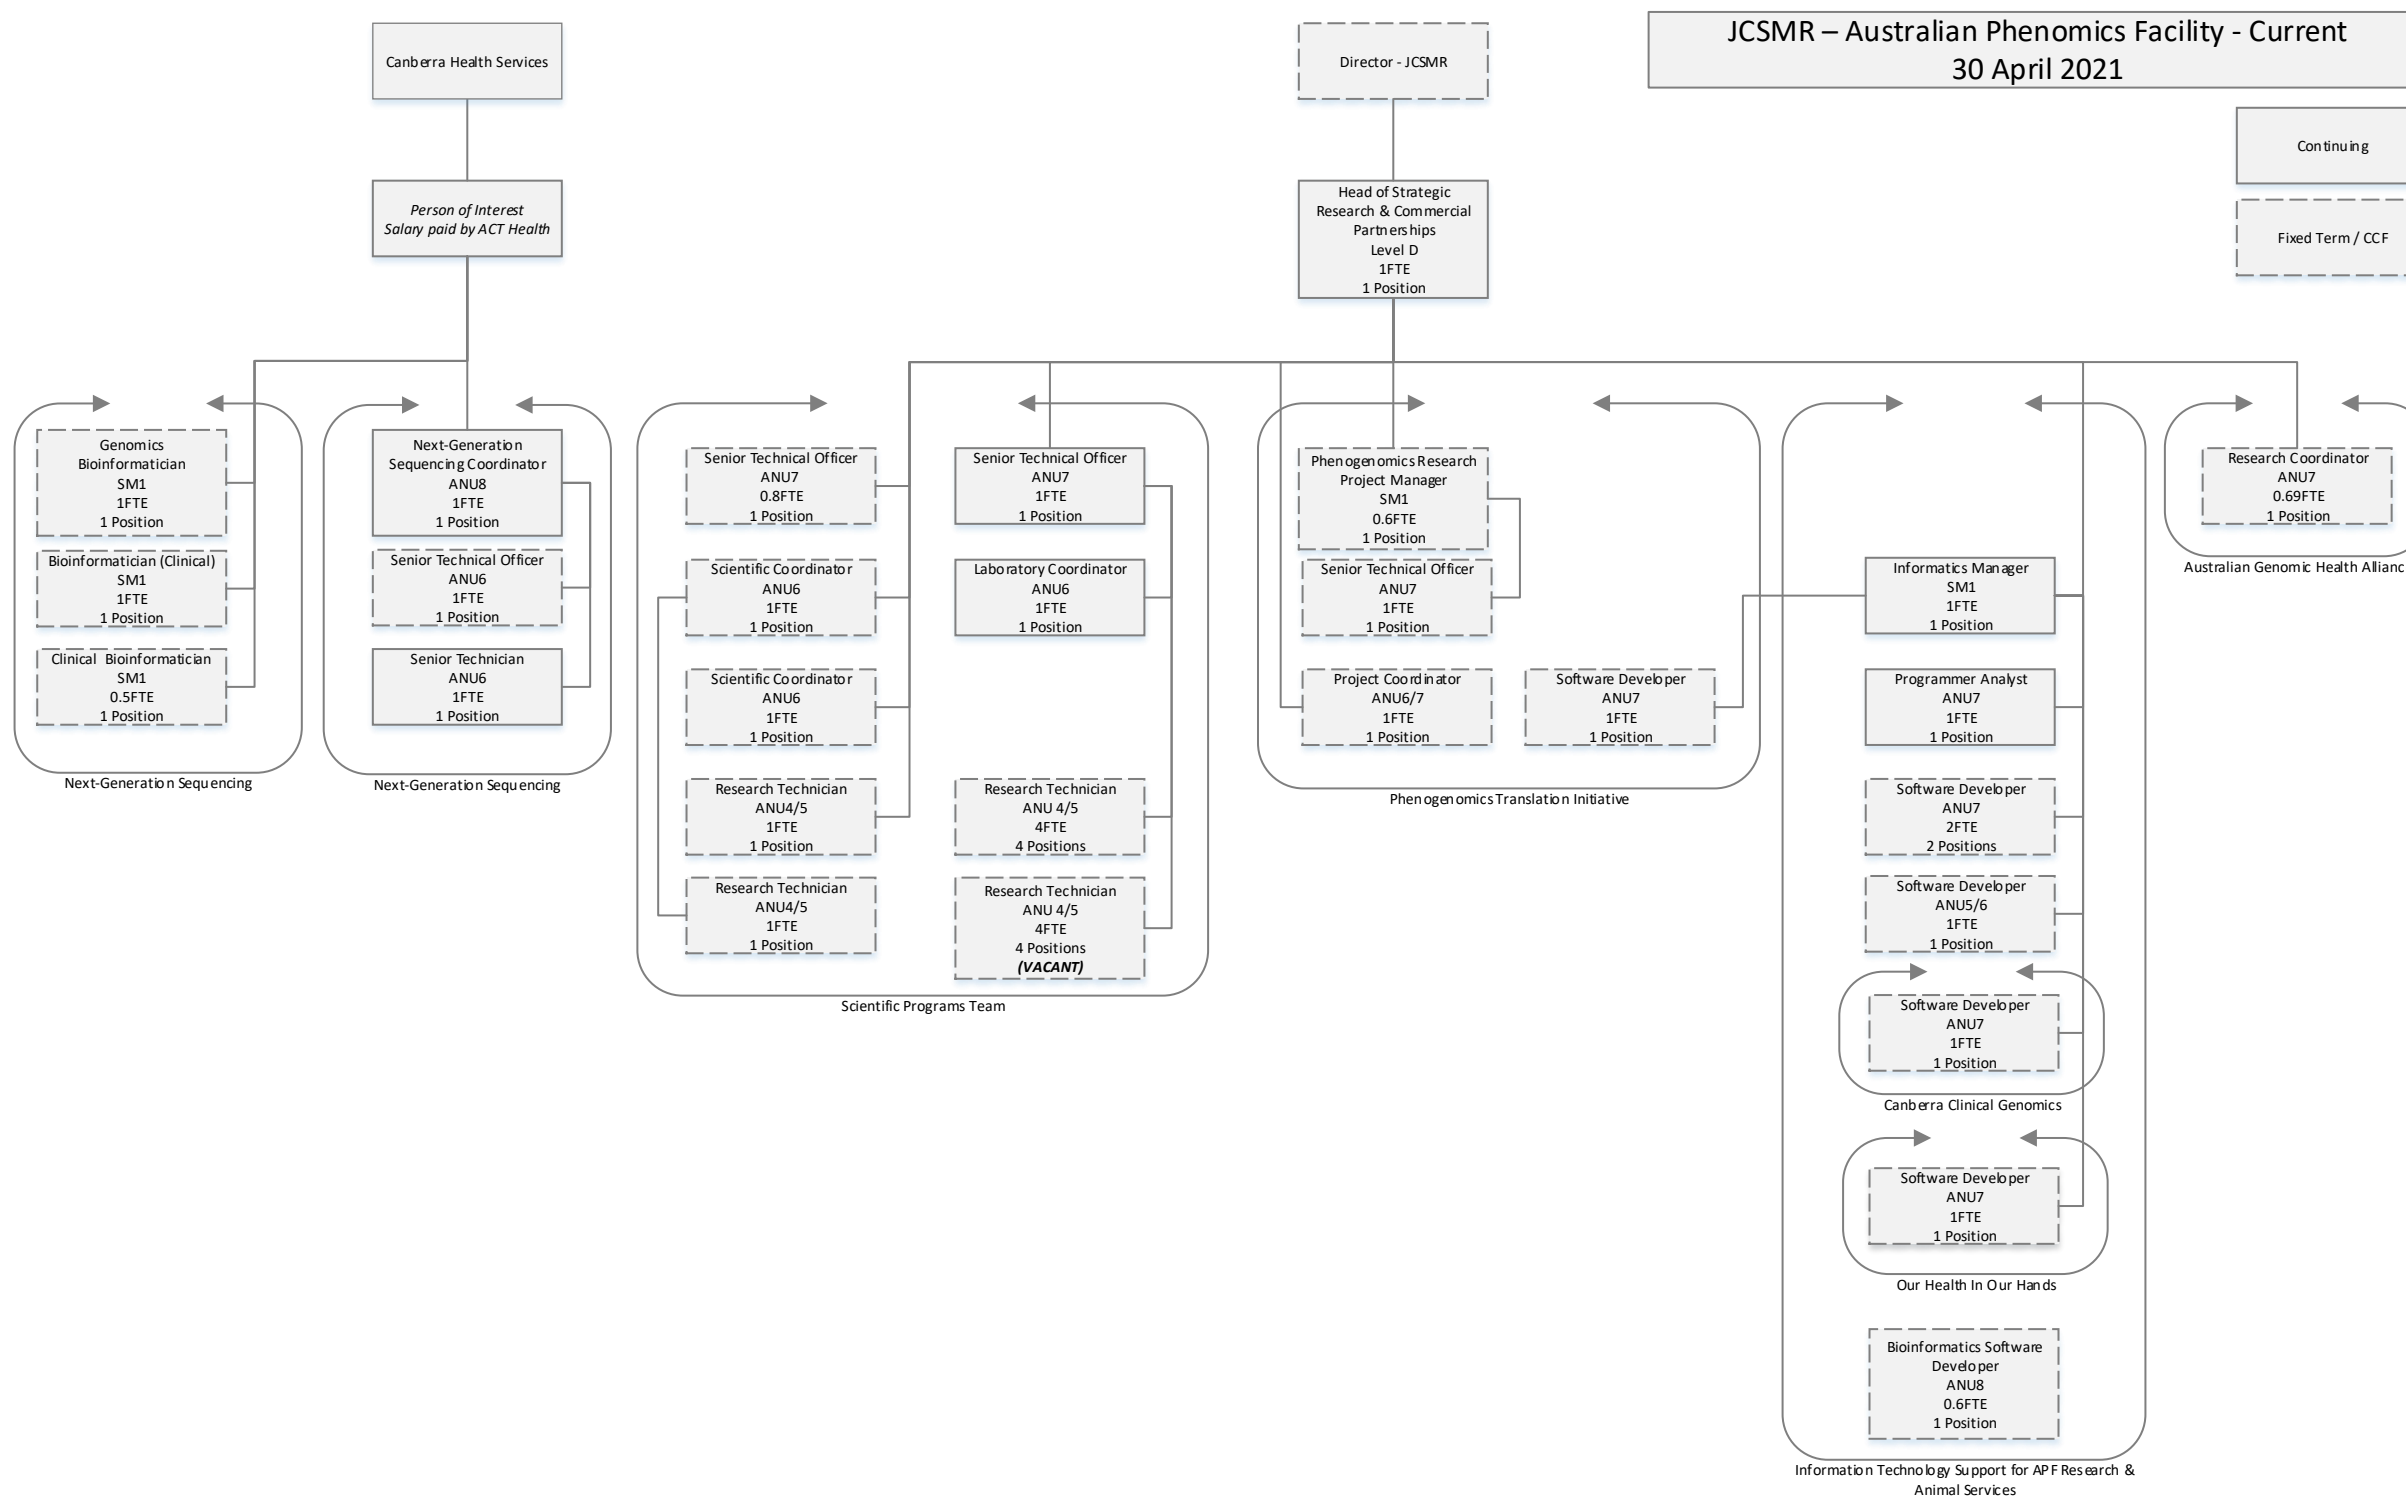 JCSMR – Australian Phenomics Facility - Current
30 April 2021
Canberra Health Services
Director - JCSMR
Continuing
Fixed Term / CCF
Person of Interest
Salary paid by ACT Health
Head of Strategic
Research & Commercial
Partnerships
Level D
1FTE
1 Position
Genomics
Bioinformatician
SM1
1FTE
1 Position
Bioinformatician (Clinical)
SM1
1FTE
1 Position
Clinical Bioinformatician
SM1
0.5FTE
1 Position
Next-Generation Sequencing
Next-Generation
Sequencing Coordinator
ANU8
1FTE
1 Position
Senior Technical Officer
ANU6
1FTE
1 Position
Senior Technician
ANU6
1FTE
1 Position
Next-Generation Sequencing
Senior Technical Officer
ANU7
0.8FTE
1 Position
Scientific Coordinator
ANU6
1FTE
1 Position
Scientific Coordinator
ANU6
1FTE
1 Position
Research Technician
ANU4/5
1FTE
1 Position
Research Technician
ANU4/5
1FTE
1 Position
Senior Technical Officer
ANU7
1FTE
1 Position
Laboratory Coordinator
ANU6
1FTE
1 Position
Research Technician
ANU 4/5
4FTE
4 Positions
Research Technician
ANU 4/5
4FTE
4 Positions
(VACANT)
Scientific Programs Team
Phenogenomics Research
Project Manager
SM1
0.6FTE
1 Position
Senior Technical Officer
ANU7
1FTE
1 Position
Project Coordinator
ANU6/7
1FTE
1 Position
Software Developer
ANU7
1FTE
1 Position
Phenogenomics Translation Initiative
Informatics Manager
SM1
1FTE
1 Position
Programmer Analyst
ANU7
1FTE
1 Position
Software Developer
ANU7
2FTE
2 Positions
Software Developer
ANU5/6
1FTE
1 Position
Software Developer
ANU7
1FTE
1 Position
Canberra Clinical Genomics
Software Developer
ANU7
1FTE
1 Position
Our Health In Our Hands
Bioinformatics Software
Developer
ANU8
0.6FTE
1 Position
Information Technology Support for APF Research &
Animal Services
Research Coordinator
ANU7
0.69FTE
1 Position
Australian Genomic Health Allianc